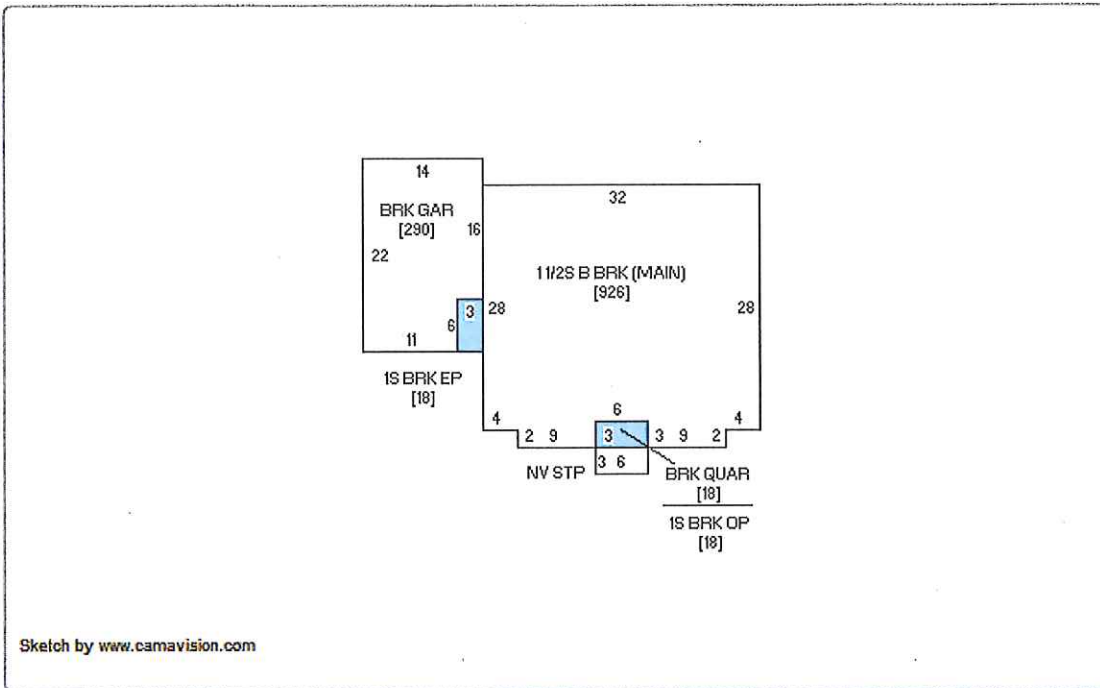 14
BRK GAR
[290]
16
22
3
6
11
1S BRK EP
[18]
32
11/2S B BRK (MAIN)
[926]
28
28
4
2 9
6
3
3 9 2
4
NV STP
3 6
BRK QUAR
[18]
1S BRK OP
[18]
Sketch by www.camavision.com